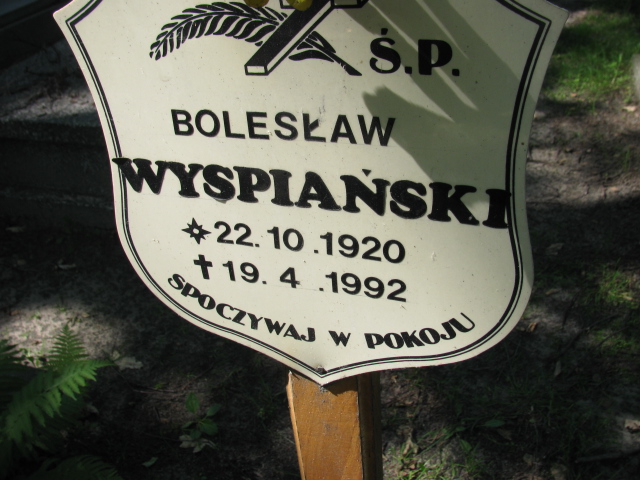 Ś.P.
BOLESŁAW
WYSPIAŃSKI
22.10.1920
19.4.1992
SPOCZYWAJ W POKOJU